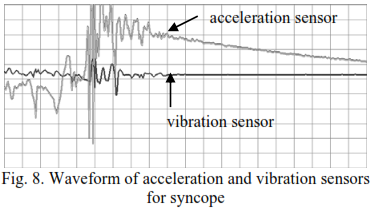 acceleration sensor
vibration sensor
Fig. 8. Waveform of acceleration and vibration sensors
for syncope